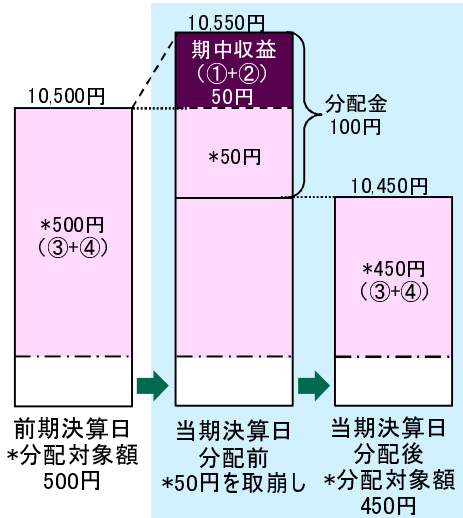 10,550円
期中収益
（①+②）
50円
10,500円
分配金
100円
*50円
10,450円
*500円
（③+④）
*450円
（③+④）
前期決算日
*分配対象額
500円
当期決算日
分配前
*50円を取崩し
当期決算日
分配後
*分配対象額
450円